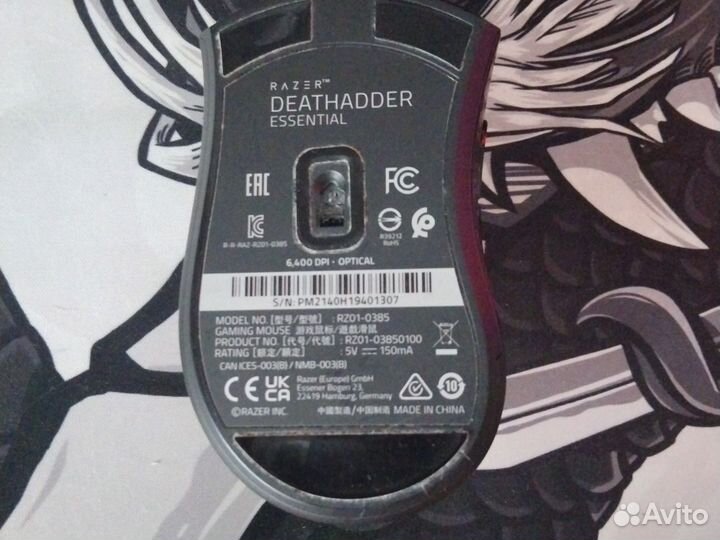 RAZER™
DEATHADDER
ESSENTIAL
EAC
FC
R-R-RAZ-RZ01-0385
R39212
RoHS
6,400 DPI · OPTICAL
S/N: PM2140H19401307
MODEL NO. [型号/型號] : RZ01-0385
GAMING MOUSE 游戏鼠标/遊戲滑鼠
PRODUCT NO. [代号/代號] : RZ01-03850100
RATING [额定/額定] : 5V ⎓ 150mA
CAN ICES-003(B) / NMB-003(B)
CE UK CA
Razer (Europe) GmbH
Essener Bogen 23,
22419 Hamburg, Germany
10
©RAZER INC. 中國製造/中国制造 MADE IN CHINA
Avito